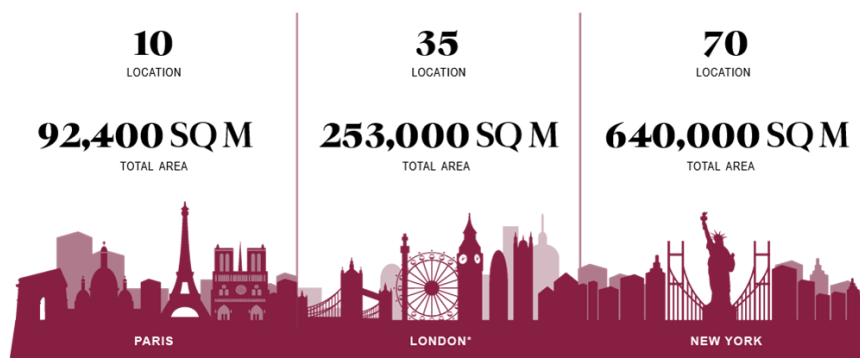 10
LOCATION
92,400 SQ M
TOTAL AREA
PARIS
35
LOCATION
253,000 SQ M
TOTAL AREA
LONDON*
70
LOCATION
640,000 SQ M
TOTAL AREA
NEW YORK